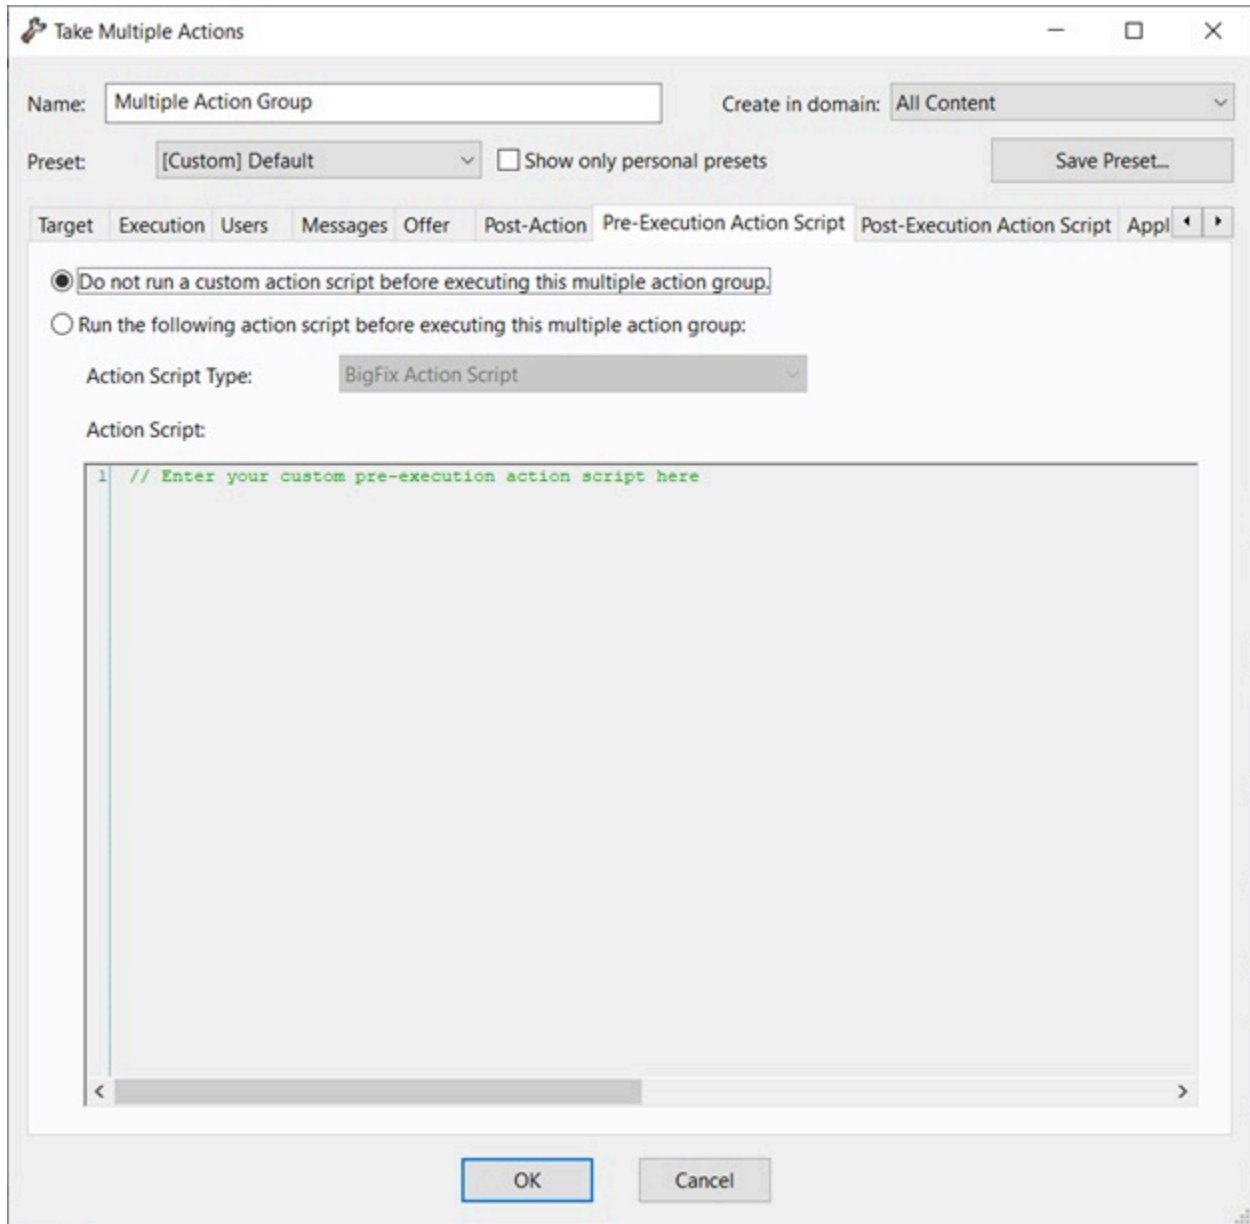 Take Multiple Actions
Name: Multiple Action Group Create in domain: All Content
Preset: [Custom] Default Show only personal presets Save Preset...
Target Execution Users Messages Offer Post-Action Pre-Execution Action Script Post-Execution Action Script Appl
Do not run a custom action script before executing this multiple action group.
Run the following action script before executing this multiple action group:
Action Script Type: BigFix Action Script
Action Script:
1 // Enter your custom pre-execution action script here
OK Cancel